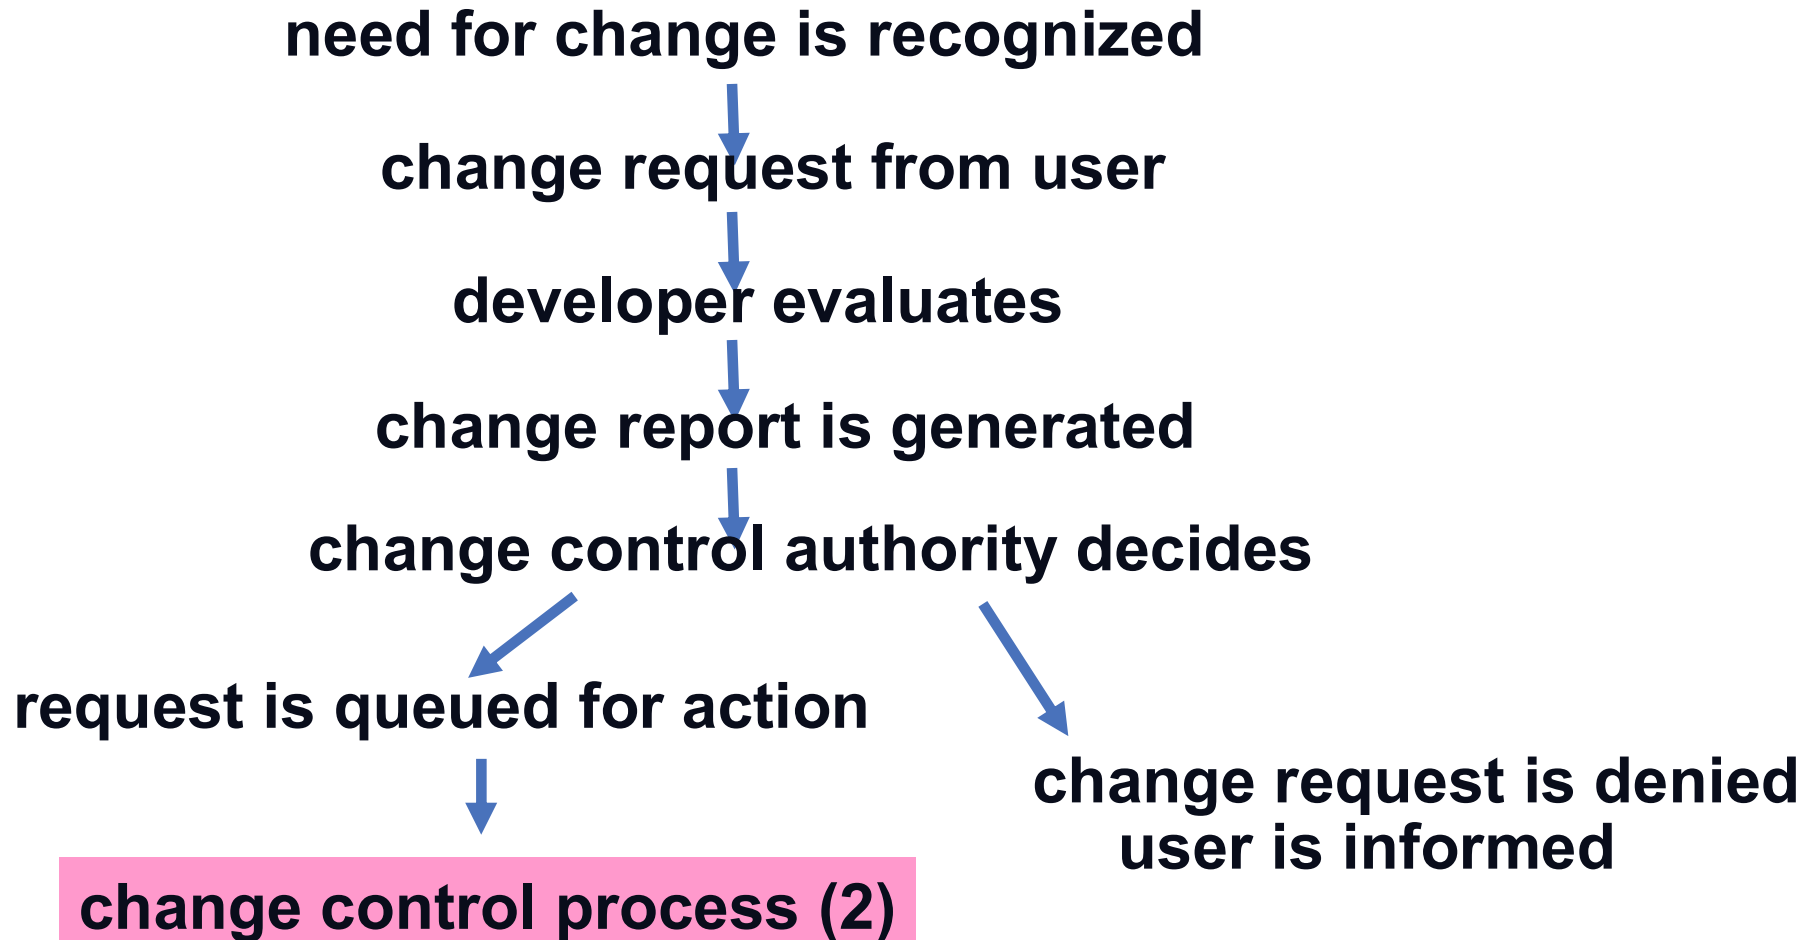 need for change is recognized
change request from user
developer evaluates
change report is generated
change control authority decides
request is queued for action
change request is denied
user is informed
change control process (2)